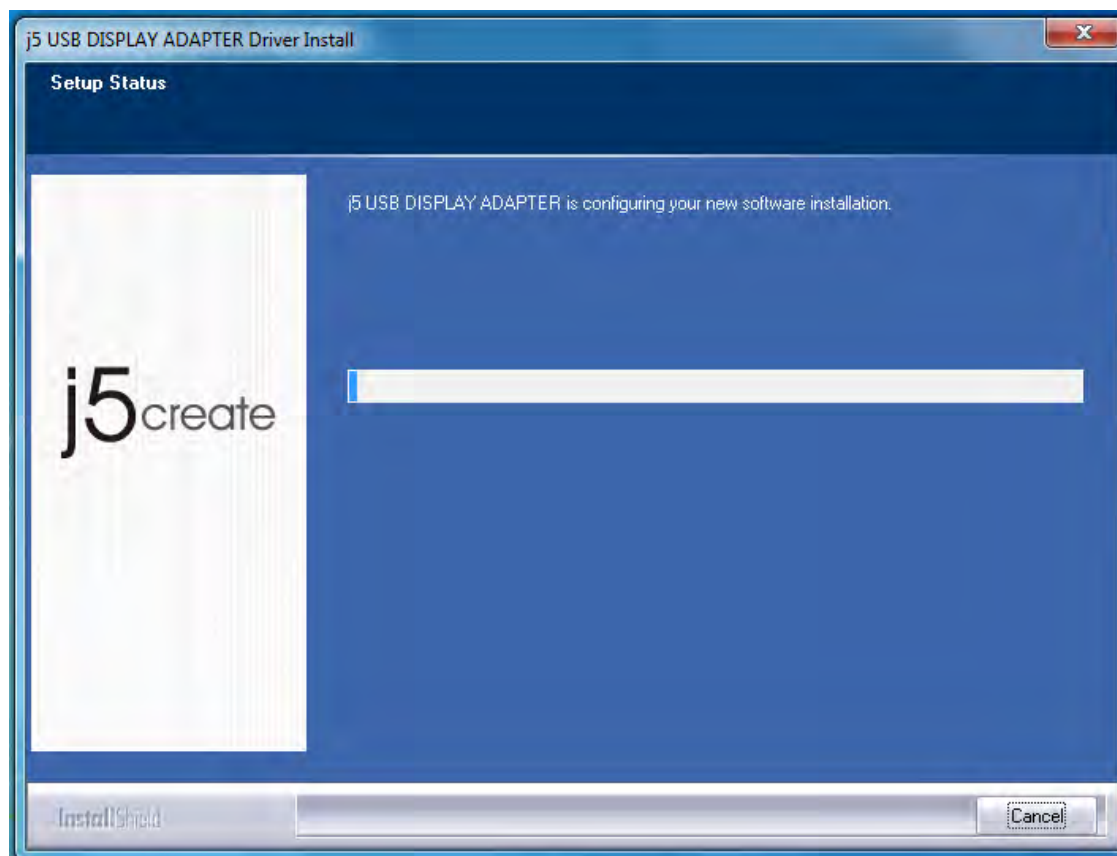 j5 USB DISPLAY ADAPTER Driver Install
Setup Status
j5 USB DISPLAY ADAPTER is configuring your new software installation.
j5create
InstallShield
Cancel